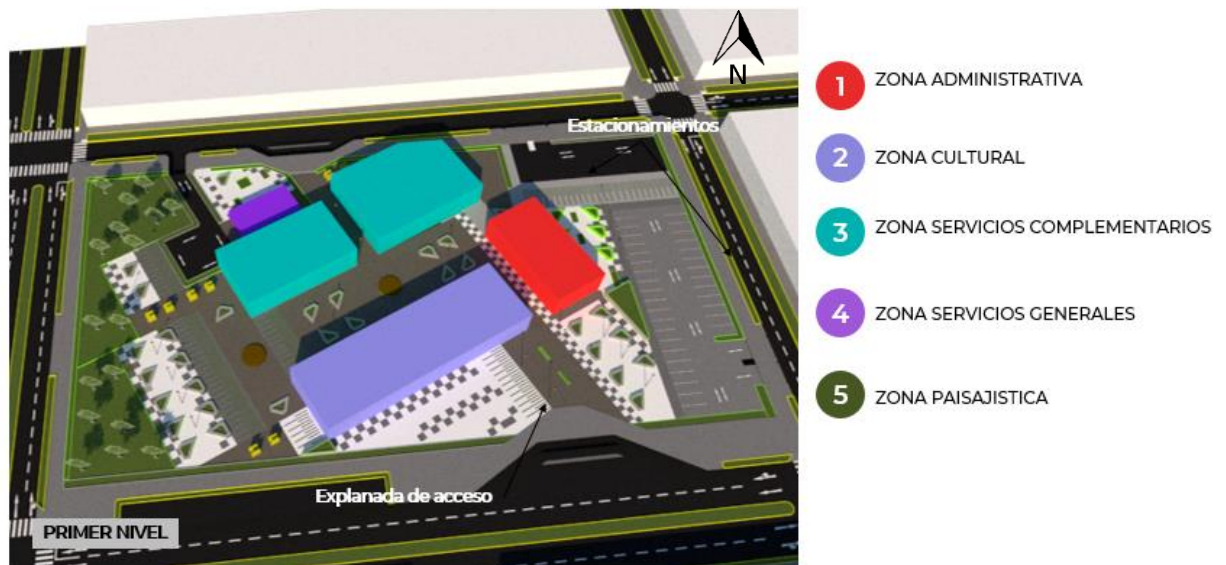 N
Estacionamientos
Explanada de acceso
PRIMER NIVEL
1 ZONA ADMINISTRATIVA
2 ZONA CULTURAL
3 ZONA SERVICIOS COMPLEMENTARIOS
4 ZONA SERVICIOS GENERALES
5 ZONA PAISAJISTICA